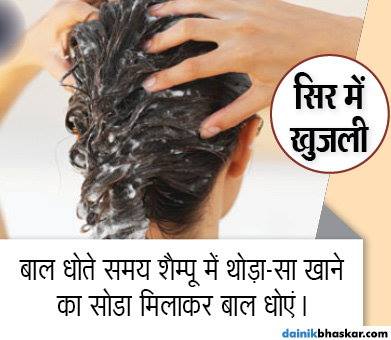 सिर में
खुजली
बाल धोते समय शैम्पू में थोड़ा-सा खाने
का सोडा मिलाकर बाल धोएं।
dainikbhaskar.com